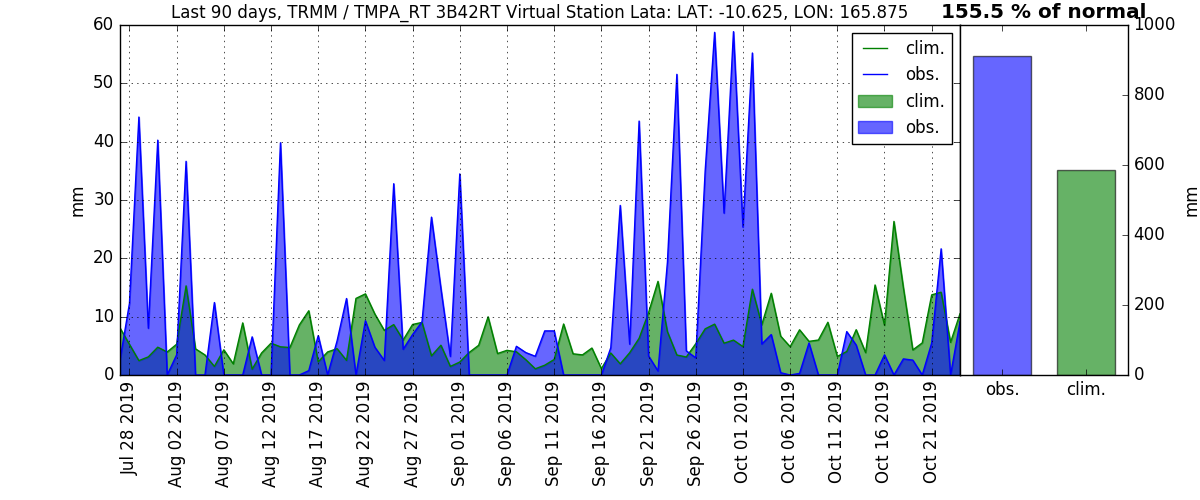 Last 90 days, TRMM / TMPA_RT 3B42RT Virtual Station Lata: LAT: -10.625, LON: 165.875
155.5 % of normal
60
50
40
30
20
10
0
mm
clim.
obs.
clim.
obs.
1000
800
600
400
200
0
mm
Jul 28 2019
Aug 02 2019
Aug 07 2019
Aug 12 2019
Aug 17 2019
Aug 22 2019
Aug 27 2019
Sep 01 2019
Sep 06 2019
Sep 11 2019
Sep 16 2019
Sep 21 2019
Sep 26 2019
Oct 01 2019
Oct 06 2019
Oct 11 2019
Oct 16 2019
Oct 21 2019
obs.
clim.